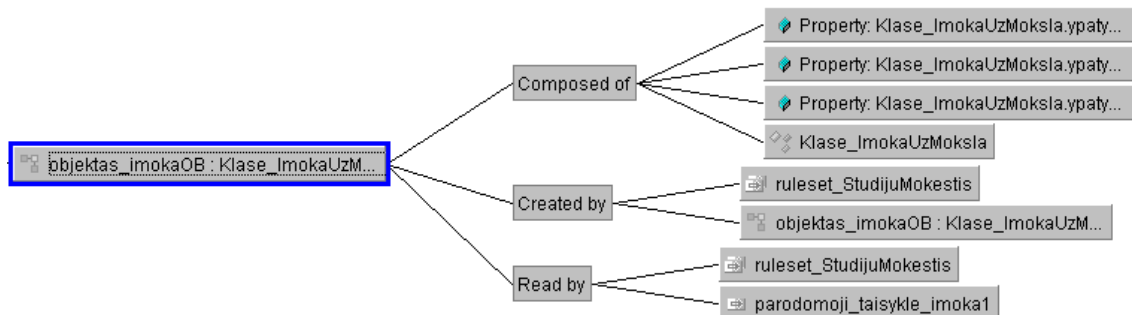 Property: Klase_ImokaUzMoksla.ypaty...
Property: Klase_ImokaUzMoksla.ypaty...
Composed of
Property: Klase_ImokaUzMoksla.ypaty...
Klase_ImokaUzMoksla
objektas_imokaOB : Klase_ImokaUzM...
ruleset_StudijuMokestis
Created by
objektas_imokaOB : Klase_ImokaUzM...
ruleset_StudijuMokestis
Read by
parodomoji_taisykle_imoka1